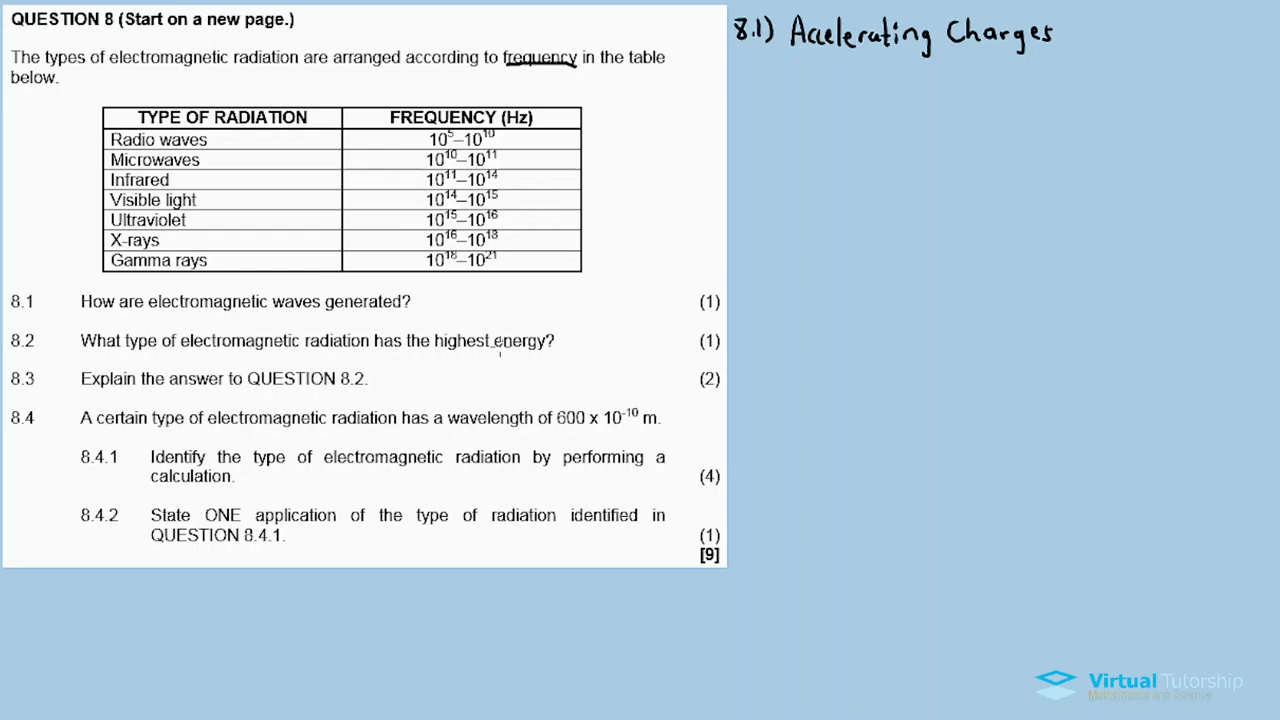 QUESTION 8 (Start on a new page.)
The types of electromagnetic radiation are arranged according to frequency in the table
below.
TYPE OF RADIATION FREQUENCY (Hz)
Radio waves 10⁵–10¹⁰
Microwaves 10¹⁰–10¹¹
Infrared 10¹¹–10¹⁴
Visible light 10¹⁴–10¹⁵
Ultraviolet 10¹⁵–10¹⁶
X-rays 10¹⁶–10¹⁸
Gamma rays 10¹⁸–10²¹
8.1 How are electromagnetic waves generated? (1)
8.2 What type of electromagnetic radiation has the highest energy? (1)
8.3 Explain the answer to QUESTION 8.2. (2)
8.4 A certain type of electromagnetic radiation has a wavelength of 600 x 10⁻¹⁰ m.
8.4.1 Identify the type of electromagnetic radiation by performing a
calculation. (4)
8.4.2 State ONE application of the type of radiation identified in
QUESTION 8.4.1. (1)
[9]
8.1) Accelerating Charges
Virtual Tutorship
Mathematics and Science